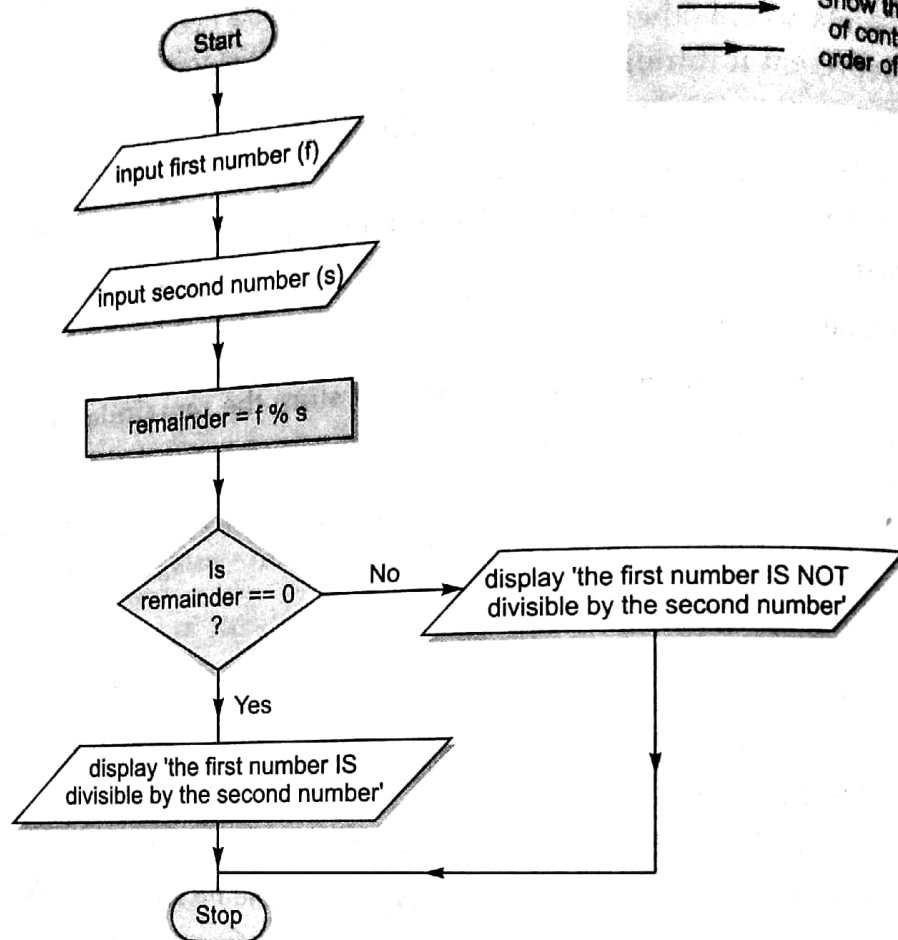 Show th
of cont
order of
Start
input first number (f)
input second number (s)
remainder = f % s
Is
remainder == 0
?
No
display 'the first number IS NOT
divisible by the second number'
Yes
display 'the first number IS
divisible by the second number'
Stop